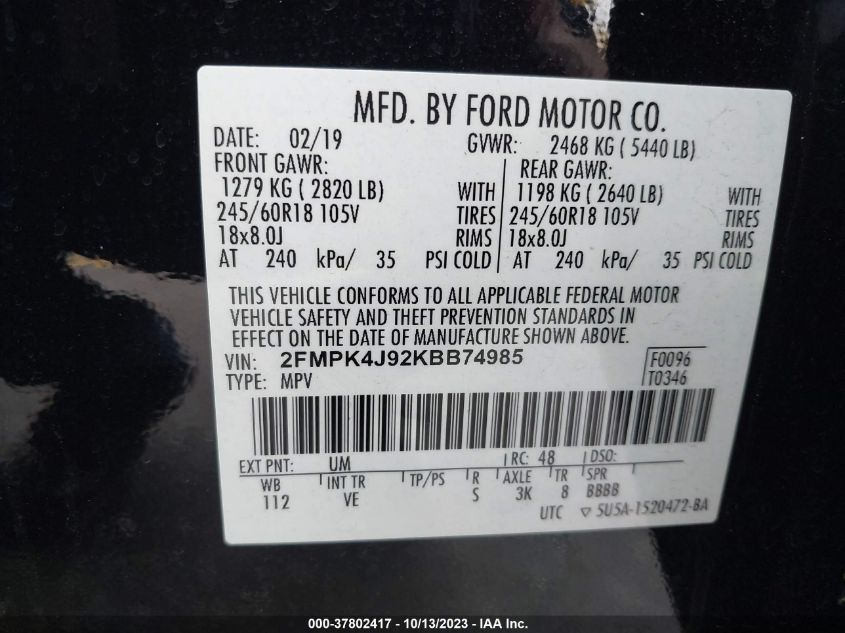 MFD. BY FORD MOTOR CO.
DATE: 02/19 GVWR: 2468 KG ( 5440 LB)
FRONT GAWR: REAR GAWR:
1279 KG ( 2820 LB) WITH 1198 KG ( 2640 LB) WITH
245/60R18 105V TIRES 245/60R18 105V TIRES
18x8.0J RIMS 18x8.0J RIMS
AT 240 kPa/ 35 PSI COLD AT 240 kPa/ 35 PSI COLD
THIS VEHICLE CONFORMS TO ALL APPLICABLE FEDERAL MOTOR
VEHICLE SAFETY AND THEFT PREVENTION STANDARDS IN
EFFECT ON THE DATE OF MANUFACTURE SHOWN ABOVE.
VIN: 2FMPK4J92KBB74985 F0096
TYPE: MPV T0346
EXT PNT: UM RC: 48 DSO:
WB INT TR TP/PS R AXLE TR SPR
112 VE S 3K 8 BBBB
UTC ▽ 5U5A-1520472-BA
000-37802417 - 10/13/2023 - IAA Inc.